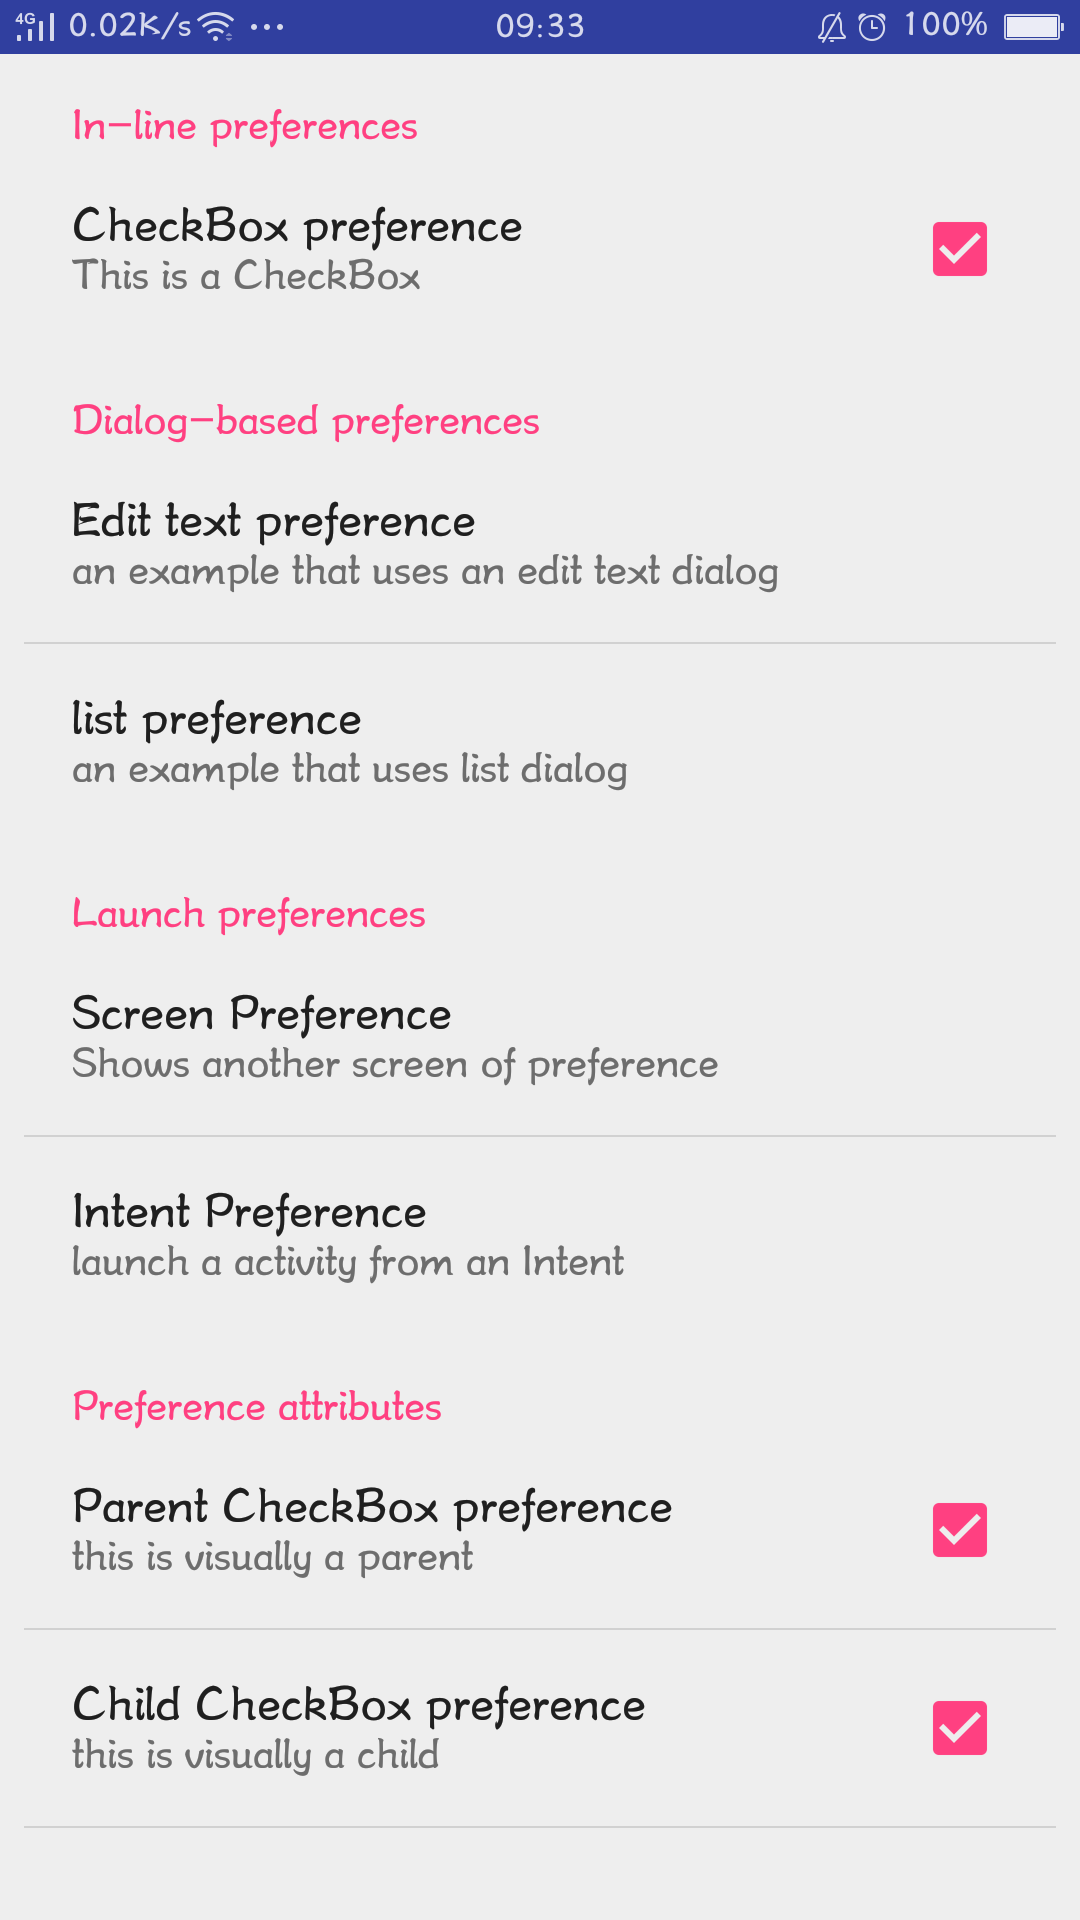 4G 0.02K/s ... 09:33 100%
In-line preferences
CheckBox preference
This is a CheckBox
Dialog-based preferences
Edit text preference
an example that uses an edit text dialog
list preference
an example that uses list dialog
Launch preferences
Screen Preference
Shows another screen of preference
Intent Preference
launch a activity from an Intent
Preference attributes
Parent CheckBox preference
this is visually a parent
Child CheckBox preference
this is visually a child